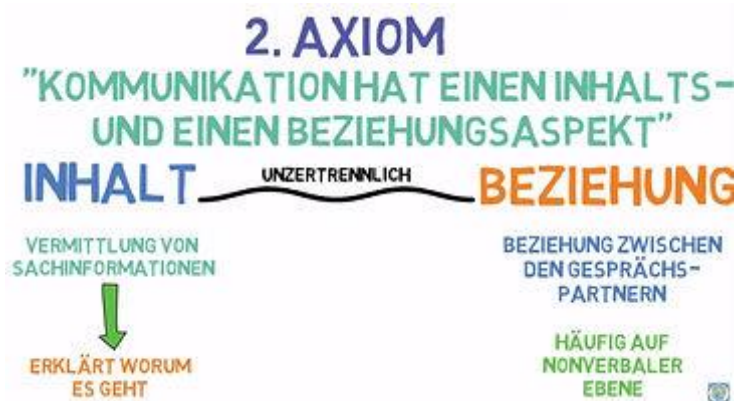 2. AXIOM
"KOMMUNIKATION HAT EINEN INHALTS-
UND EINEN BEZIEHUNGSASPEKT"
INHALT
UNZERTRENNLICH
BEZIEHUNG
VERMITTLUNG VON
SACHINFORMATIONEN
ERKLÄRT WORUM
ES GEHT
BEZIEHUNG ZWISCHEN
DEN GESPRÄCHS-
PARTNERN
HÄUFIG AUF
NONVERBALER
EBENE